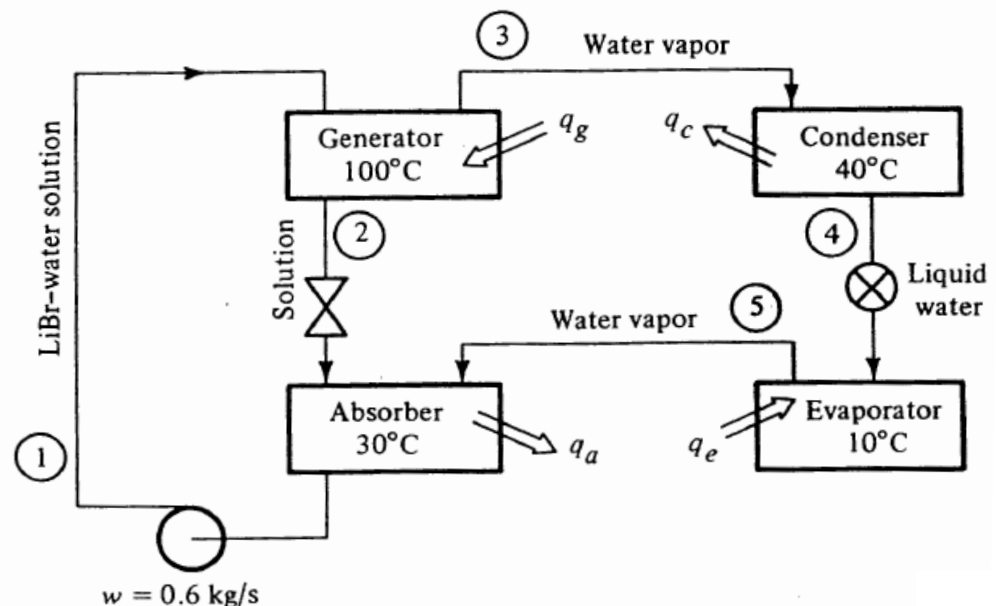 3
Water vapor
Generator
100°C
q_g
q_c
Condenser
40°C
LiBr–water solution
2
Solution
4
Liquid
water
5
Water vapor
Absorber
30°C
q_a
q_e
Evaporator
10°C
1
w = 0.6 kg/s